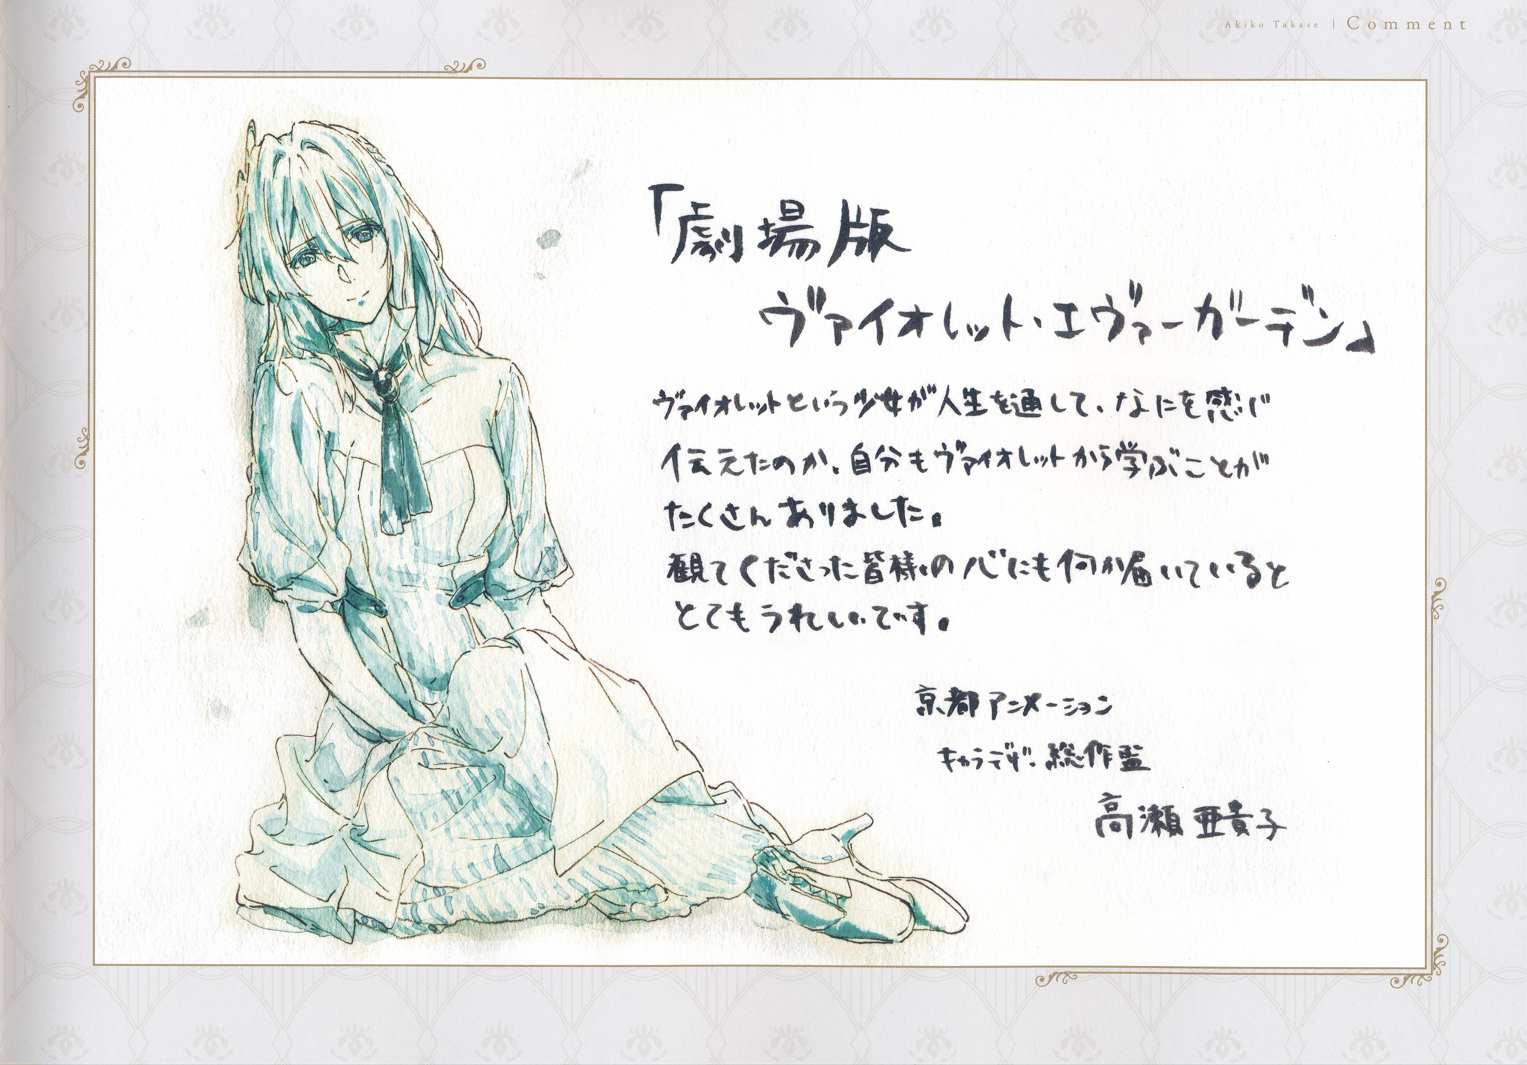 Akiko Takase | Comment
「劇場版
ヴァイオレット・エヴァーガーデン」
ヴァイオレットという少女が人生を通して、なにを感じ
伝えたのか、自分もヴァイオレットから学ぶことが
たくさんありました。
観てくださった皆様の心にも何か届いていると
とてもうれしいです。
京都アニメーション
キャラデザ・総作監
高瀬亜貴子